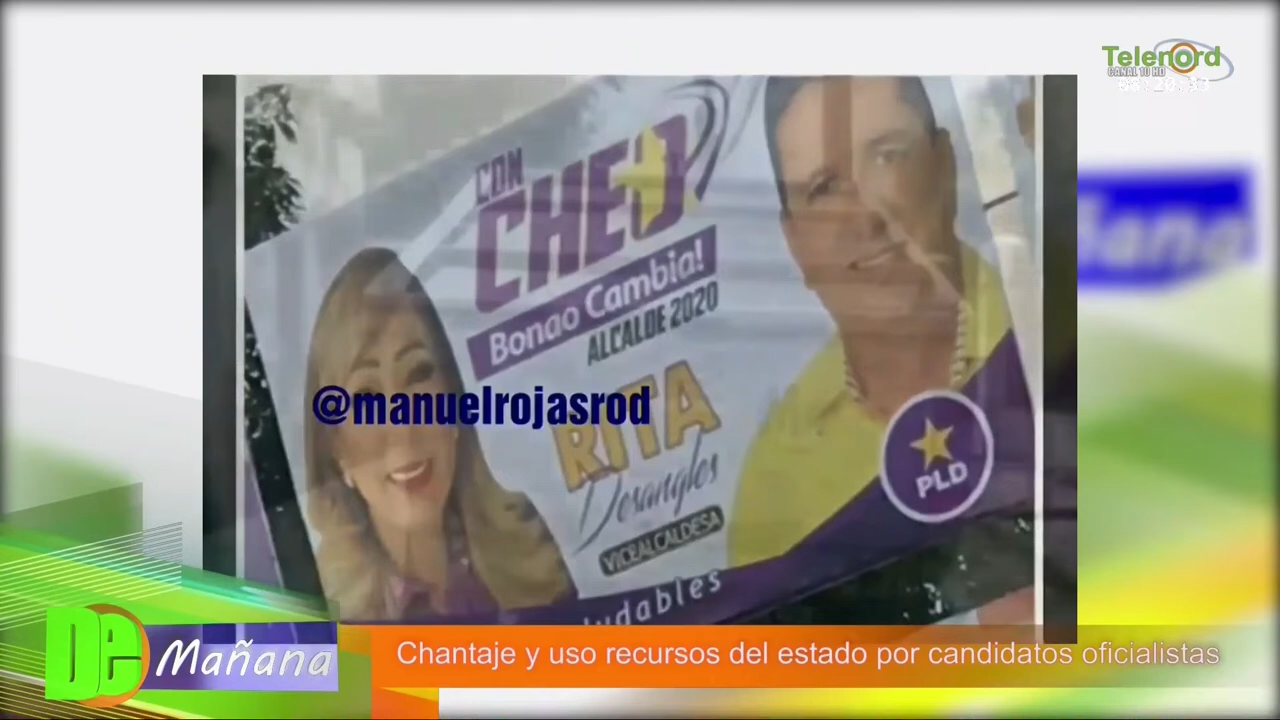 Telenord
CANAL 10 HD
CON
CHEO
Bonao Cambia!
ALCALDE 2020
@manuelrojasrod
RITA
Desangles
VICEALCALDESA
PLD
ñana
De Mañana
Chantaje y uso recursos del estado por candidatos oficialistas